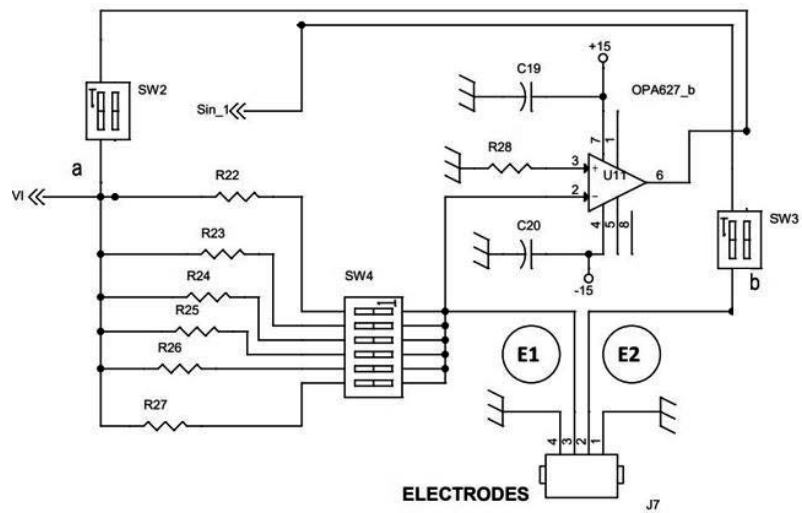 +15
C19
OPA627_b
SW2
Sin_1
7
1
a
R28
3
+
U11
6
VI
R22
2
−
SW3
4
5
8
R23
C20
b
R24
SW4
-15
R25
R26
E1
E2
R27
4
3
2
1
ELECTRODES
J7